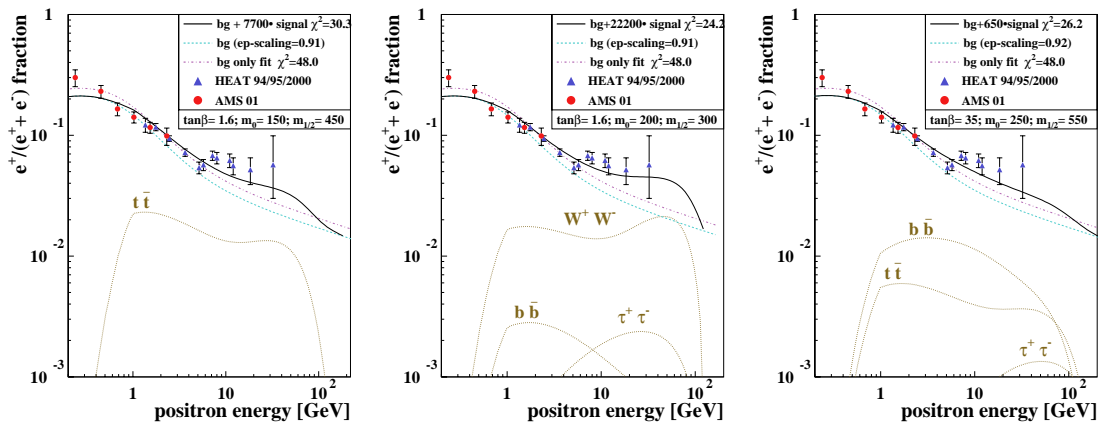 bg + 7700• signal χ²=30.3
bg (ep-scaling=0.91)
bg only fit χ²=48.0
HEAT 94/95/2000
AMS 01
tanβ= 1.6; m₀= 150; m₁/₂= 450
e⁺/(e⁺+ e⁻) fraction
1
10⁻¹
10⁻²
10⁻³
t t̄
1 10 10²
positron energy [GeV]
bg+22200• signal χ²=24.2
bg (ep-scaling=0.91)
bg only fit χ²=48.0
HEAT 94/95/2000
AMS 01
tanβ= 1.6; m₀= 200; m₁/₂= 300
e⁺/(e⁺+ e⁻) fraction
1
10⁻¹
10⁻²
10⁻³
W⁺ W⁻
b b̄
τ⁺ τ⁻
1 10 10²
positron energy [GeV]
bg+650•signal χ²=26.2
bg (ep-scaling=0.92)
bg only fit χ²=48.0
HEAT 94/95/2000
AMS 01
tanβ= 35; m₀= 250; m₁/₂= 550
e⁺/(e⁺+ e⁻) fraction
1
10⁻¹
10⁻²
10⁻³
b b̄
t t̄
τ⁺ τ⁻
1 10 10²
positron energy [GeV]